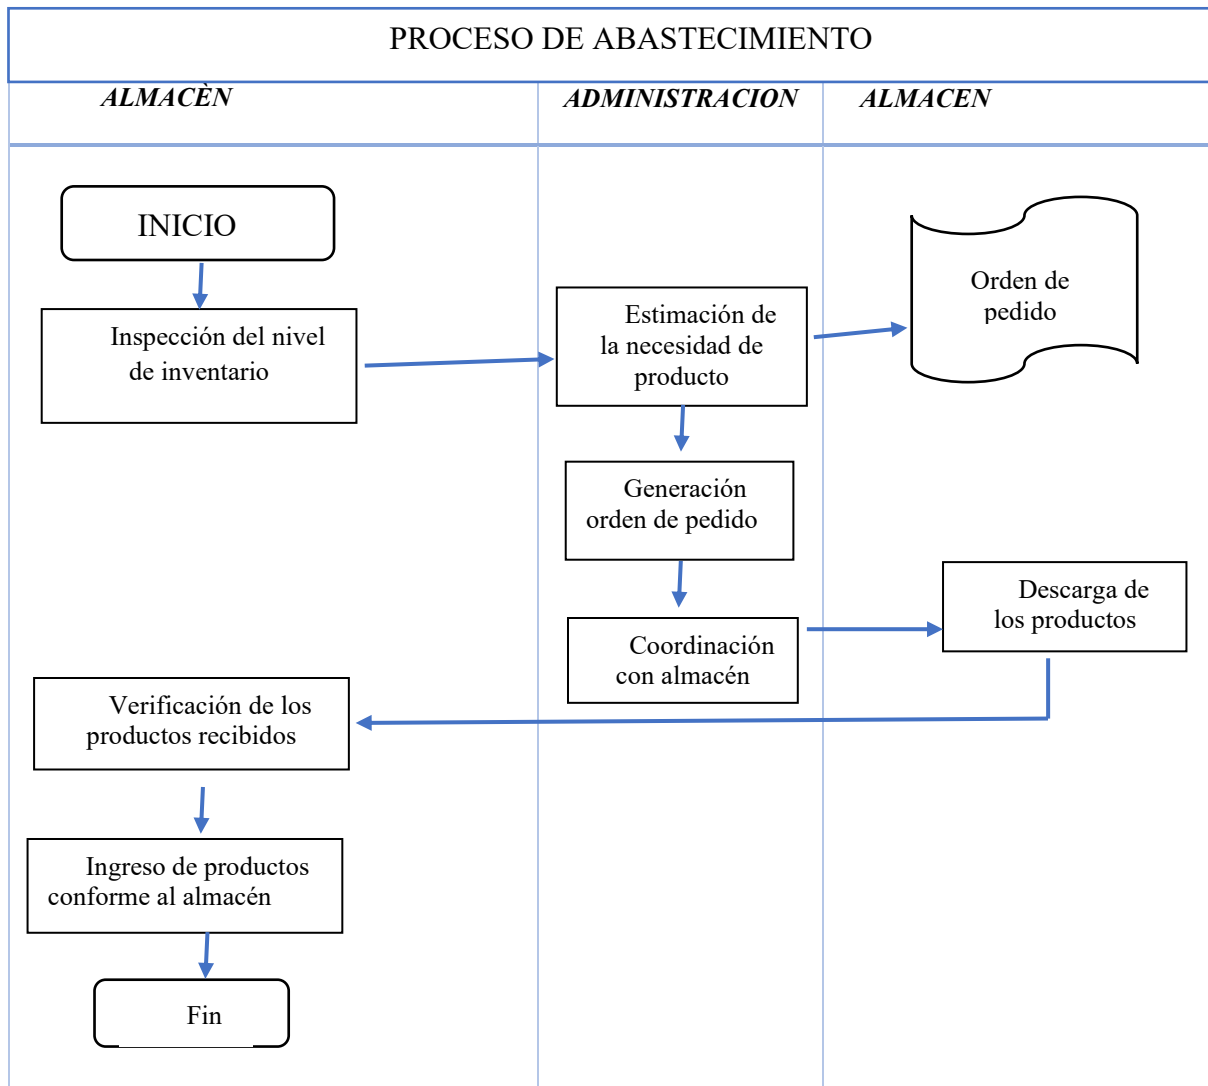 PROCESO DE ABASTECIMIENTO
ALMACÈN
ADMINISTRACION
ALMACEN
INICIO
Inspección del nivel
de inventario
Estimación de
la necesidad de
producto
Orden de
pedido
Generación
orden de pedido
Coordinación
con almacén
Descarga de
los productos
Verificación de los
productos recibidos
Ingreso de productos
conforme al almacén
Fin